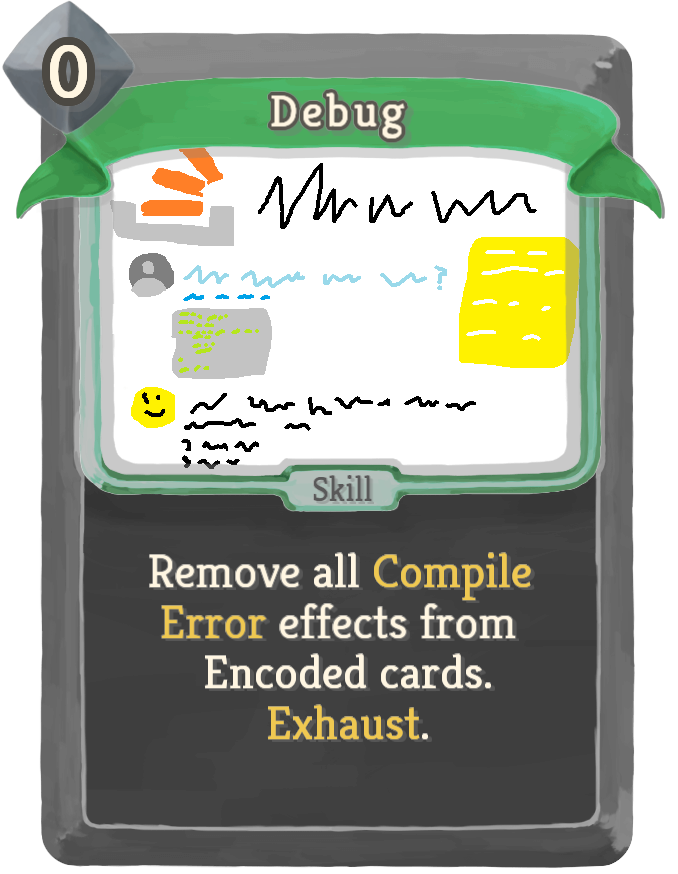 0
Debug
Skill
Remove all Compile
Error effects from
Encoded cards.
Exhaust.